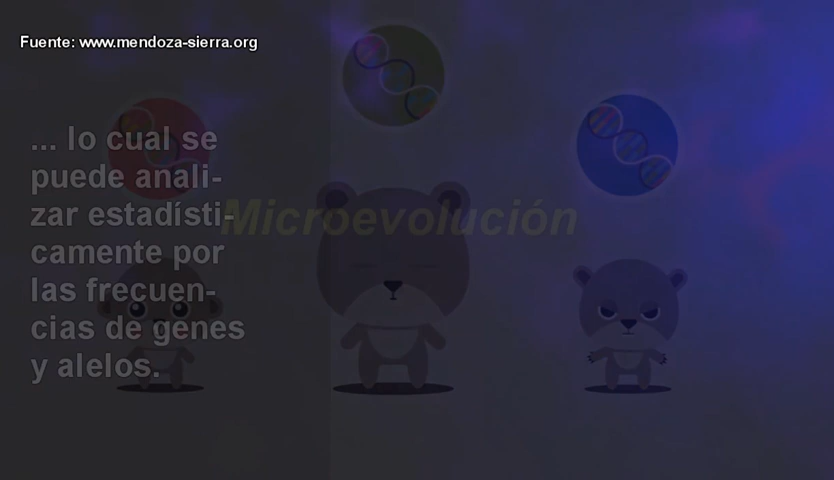 Fuente: www.mendoza-sierra.org
... lo cual se
puede anali-
zar estadísti-
camente por
las frecuen-
cias de genes
y alelos.
Microevolución